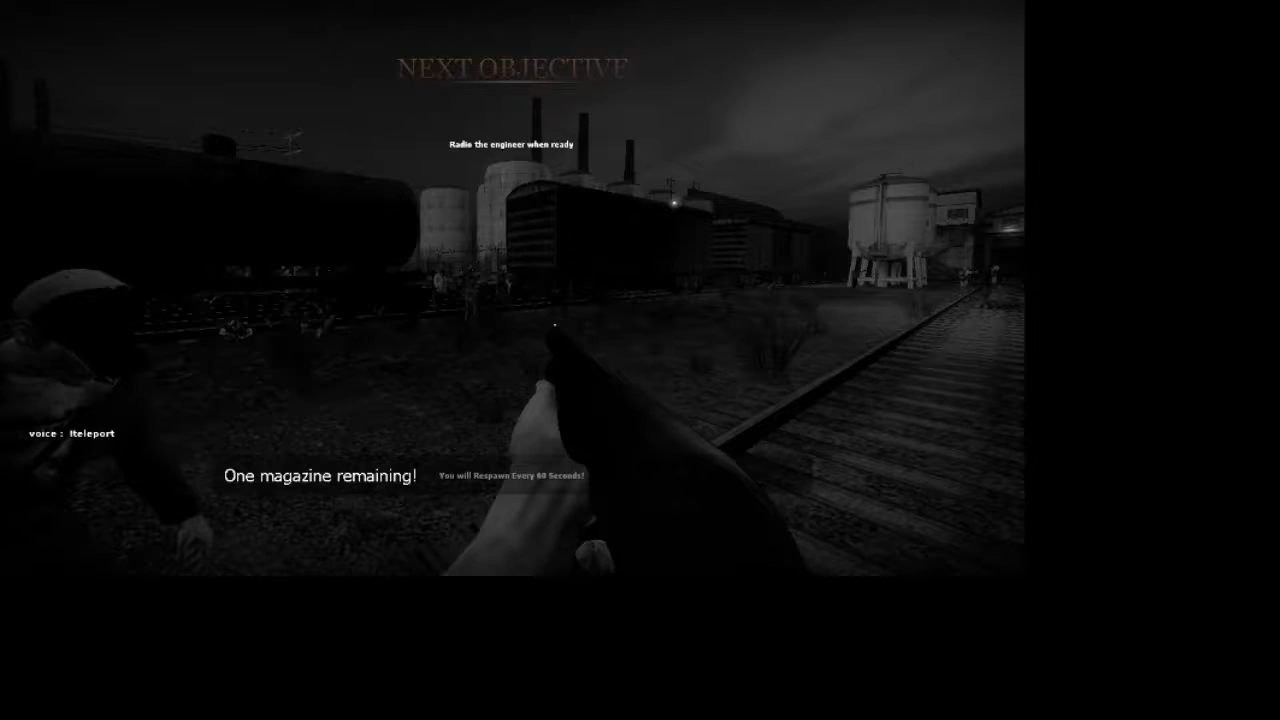 NEXT OBJECTIVE
Radio the engineer when ready
voice : !teleport
One magazine remaining!
You will Respawn Every 60 Seconds!